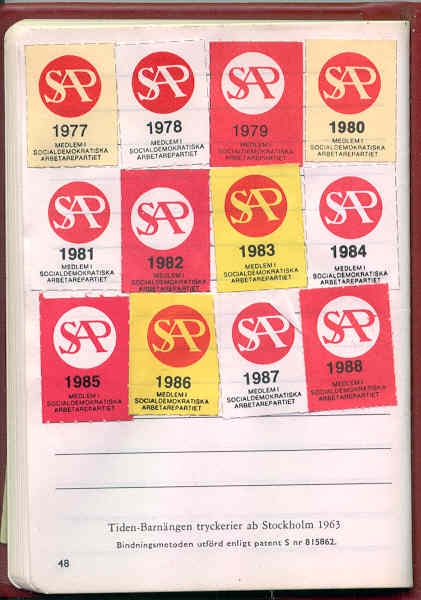 SAP
1977
MEDLEM I
SOCIALDEMOKRATISKA
ARBETAREPARTIET
SAP
1978
MEDLEM I
SOCIALDEMOKRATISKA
ARBETAREPARTIET
SAP
1979
MEDLEM I
SOCIALDEMOKRATISKA
ARBETAREPARTIET
SAP
1980
MEDLEM I
SOCIALDEMOKRATISKA
ARBETAREPARTIET
SAP
1981
MEDLEM I
SOCIALDEMOKRATISKA
ARBETAREPARTIET
SAP
1982
MEDLEM I
SOCIALDEMOKRATISKA
ARBETAREPARTIET
SAP
1983
MEDLEM I
SOCIALDEMOKRATISKA
ARBETAREPARTIET
SAP
1984
MEDLEM I
SOCIALDEMOKRATISKA
ARBETAREPARTIET
SAP
1985
MEDLEM I
SOCIALDEMOKRATISKA
ARBETAREPARTIET
SAP
1986
MEDLEM I
SOCIALDEMOKRATISKA
ARBETAREPARTIET
SAP
1987
MEDLEM I
SOCIALDEMOKRATISKA
ARBETAREPARTIET
SAP
1988
MEDLEM I
SOCIALDEMOKRATISKA
ARBETAREPARTIET
Tiden-Barnängen tryckerier ab Stockholm 1963
Bindningsmetoden utförd enligt patent S nr 815862.
48